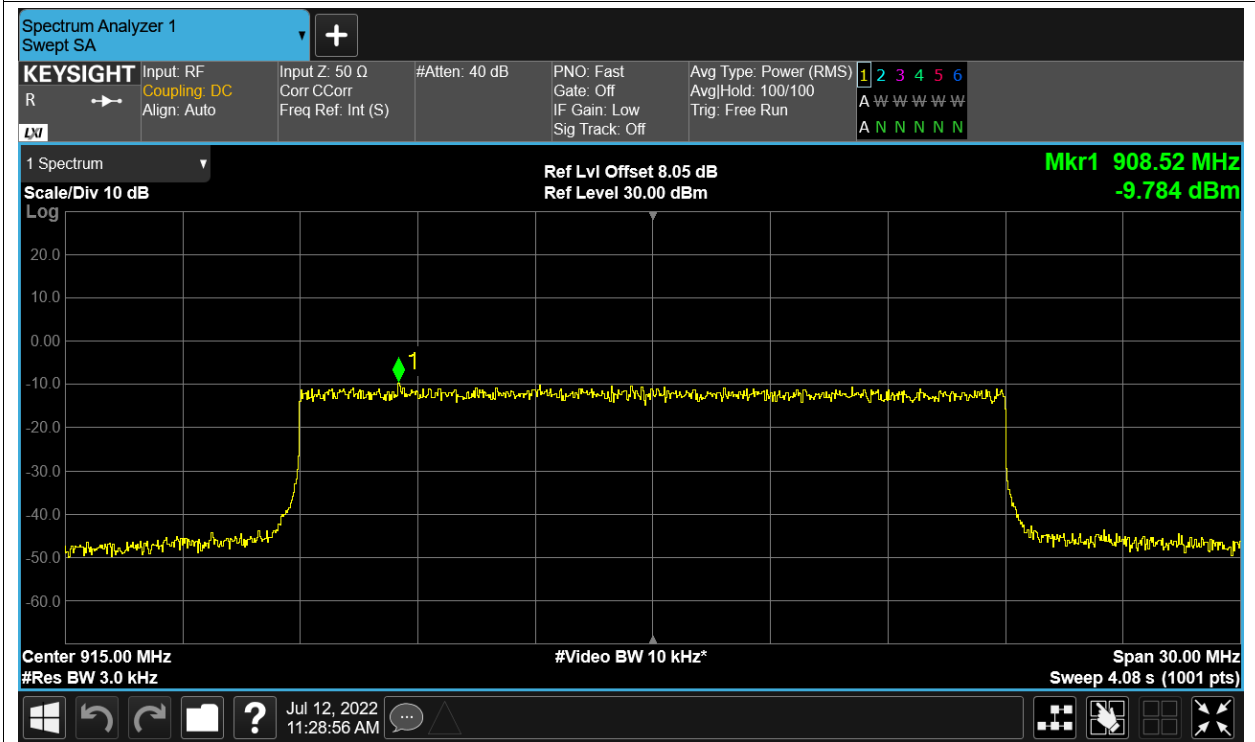 Spectrum Analyzer 1
Swept SA
+
KEYSIGHT
R
LXI
Input: RF
Coupling: DC
Align: Auto
Input Z: 50 Ω
Corr CCorr
Freq Ref: Int (S)
#Atten: 40 dB
PNO: Fast
Gate: Off
IF Gain: Low
Sig Track: Off
Avg Type: Power (RMS)
Avg|Hold: 100/100
Trig: Free Run
1 2 3 4 5 6
A W W W W W
A N N N N N
1 Spectrum
Scale/Div 10 dB
Log
Ref Lvl Offset 8.05 dB
Ref Level 30.00 dBm
Mkr1 908.52 MHz
-9.784 dBm
20.0
10.0
0.00
1
-10.0
-20.0
-30.0
-40.0
-50.0
-60.0
Center 915.00 MHz
#Res BW 3.0 kHz
#Video BW 10 kHz*
Span 30.00 MHz
Sweep 4.08 s (1001 pts)
?
Jul 12, 2022
11:28:56 AM